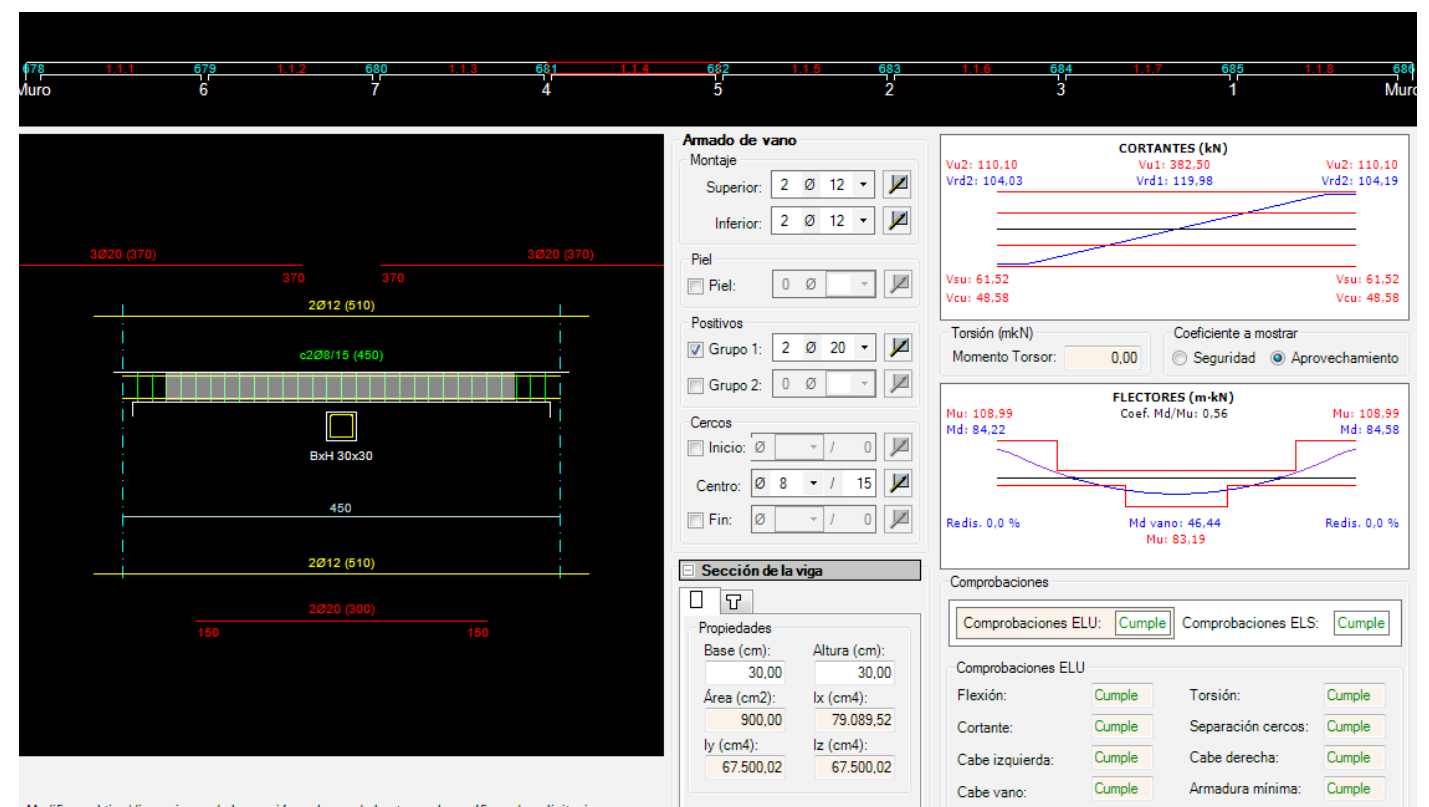 678 1.1.1 679 1.1.2 680 1.1.3 681 1.1.4 682 1.1.5 683 1.1.6 684 1.1.7 685 1.1.8 686
Muro 6 7 4 5 2 3 1 Muro
3Ø20 (370) 3Ø20 (370)
370 370
2Ø12 (510)
c2Ø8/15 (450)
BxH 30x30
450
2Ø12 (510)
2Ø20 (300)
150 150
Armado de vano
Montaje
Superior: 2 Ø 12
Inferior: 2 Ø 12
Piel
Piel: 0 Ø
Positivos
Grupo 1: 2 Ø 20
Grupo 2: 0 Ø
Cercos
Inicio: Ø / 0
Centro: Ø 8 / 15
Fin: Ø / 0
Sección de la viga
Propiedades
Base (cm): Altura (cm):
30,00 30,00
Área (cm2): Ix (cm4):
900,00 79.089,52
Iy (cm4): Iz (cm4):
67.500,02 67.500,02
CORTANTES (kN)
Vu2: 110,10 Vu1: 382,50 Vu2: 110,10
Vrd2: 104,03 Vrd1: 119,98 Vrd2: 104,19
Vsu: 61,52 Vsu: 61,52
Vcu: 48,58 Vcu: 48,58
Torsión (mkN) Coeficiente a mostrar
Momento Torsor: 0,00 Seguridad Aprovechamiento
FLECTORES (m·kN)
Mu: 108,99 Coef. Md/Mu: 0,56 Mu: 108,99
Md: 84,22 Md: 84,58
Redis. 0,0 % Md vano: 46,44 Redis. 0,0 %
Mu: 83,19
Comprobaciones
Comprobaciones ELU: Cumple Comprobaciones ELS: Cumple
Comprobaciones ELU
Flexión: Cumple Torsión: Cumple
Cortante: Cumple Separación cercos: Cumple
Cabe izquierda: Cumple Cabe derecha: Cumple
Cabe vano: Cumple Armadura mínima: Cumple